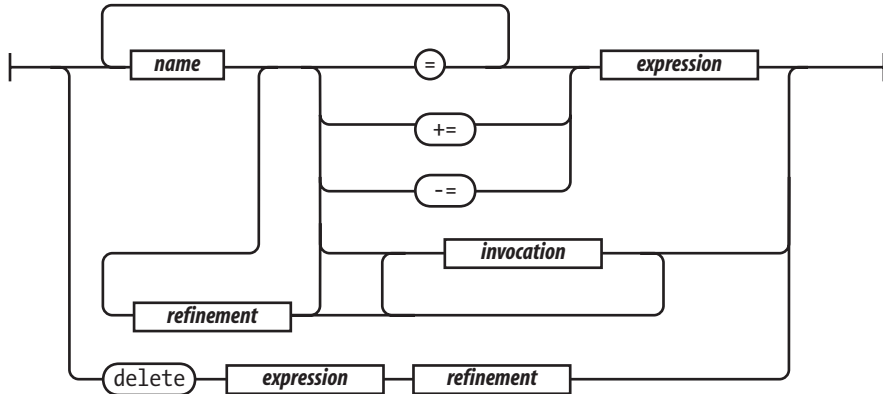 name = expression
+=
-=
invocation
refinement
delete expression refinement